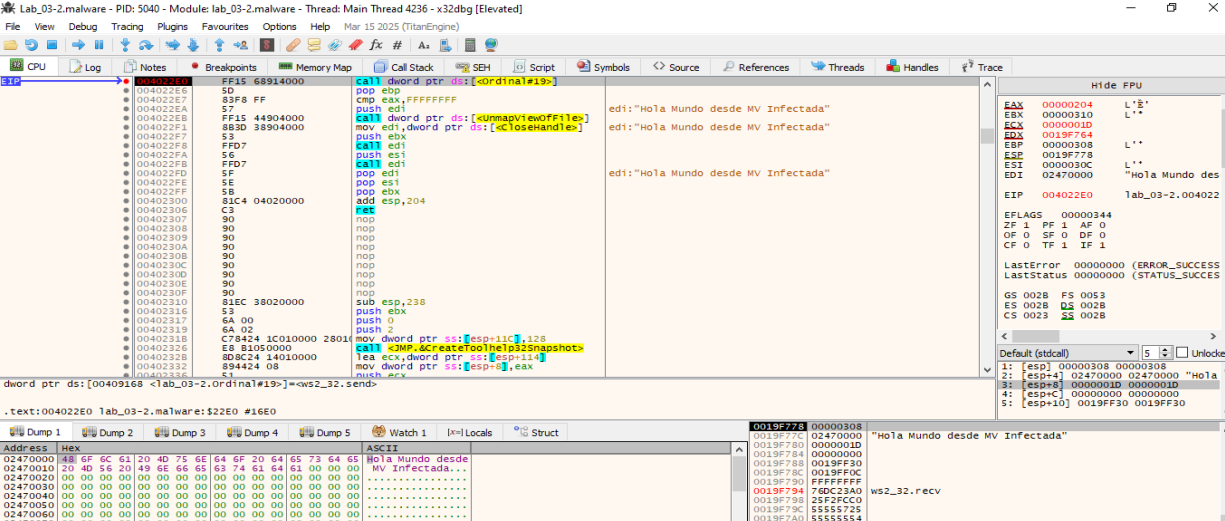 Lab_03-2.malware - PID: 5040 - Module: lab_03-2.malware - Thread: Main Thread 4236 - x32dbg [Elevated]
File View Debug Tracing Plugins Favourites Options Help Mar 15 2025 (TitanEngine)
CPU Log Notes Breakpoints Memory Map Call Stack SEH Script Symbols Source References Threads Handles Trace
EIP
004022E0 FF15 68914000 call dword ptr ds:[<Ordinal#19>]
004022E6 5D pop ebp
004022E7 83F8 FF cmp eax,FFFFFFFF
004022EA 57 push edi edi:"Hola Mundo desde MV Infectada"
004022EB FF15 44904000 call dword ptr ds:[<UnmapViewOfFile>]
004022F1 8B3D 38904000 mov edi,dword ptr ds:[<CloseHandle>] edi:"Hola Mundo desde MV Infectada"
004022F7 53 push ebx
004022F8 FFD7 call edi
004022FA 56 push esi
004022FB FFD7 call edi
004022FD 5F pop edi edi:"Hola Mundo desde MV Infectada"
004022FE 5E pop esi
004022FF 5B pop ebx
00402300 81C4 04020000 add esp,204
00402306 C3 ret
00402307 90 nop
00402308 90 nop
00402309 90 nop
0040230A 90 nop
0040230B 90 nop
0040230C 90 nop
0040230D 90 nop
0040230E 90 nop
0040230F 90 nop
00402310 81EC 38020000 sub esp,238
00402316 53 push ebx
00402317 6A 00 push 0
00402319 6A 02 push 2
0040231B C78424 1C010000 28010 mov dword ptr ss:[esp+11C],128
00402326 E8 B1050000 call <JMP.&CreateToolhelp32Snapshot>
0040232B 8D8C24 14010000 lea ecx,dword ptr ss:[esp+114]
00402332 894424 08 mov dword ptr ss:[esp+8],eax
00402336 51 push ecx
Hide FPU
EAX 00000204 L'Ȅ'
EBX 00000310
ECX 0000001D
EDX 0019F764
EBP 00000308
ESP 0019F778
ESI 0000030C
EDI 02470000 "Hola Mundo des
EIP 004022E0 lab_03-2.004022
EFLAGS 00000344
ZF 1 PF 1 AF 0
OF 0 SF 0 DF 0
CF 0 TF 1 IF 1
LastError 00000000 (ERROR_SUCCESS
LastStatus 00000000 (STATUS_SUCCES
GS 002B FS 0053
ES 002B DS 002B
CS 0023 SS 002B
Default (stdcall) 5 Unlocke
1: [esp] 00000308 00000308
2: [esp+4] 02470000 02470000 "Hola
3: [esp+8] 0000001D 0000001D
4: [esp+C] 00000000 00000000
5: [esp+10] 0019FF30 0019FF30
dword ptr ds:[00409168 <lab_03-2.Ordinal#19>]=<ws2_32.send>
.text:004022E0 lab_03-2.malware:$22E0 #16E0
Dump 1 Dump 2 Dump 3 Dump 4 Dump 5 Watch 1 [x=] Locals Struct
Address Hex ASCII
02470000 48 6F 6C 61 20 4D 75 6E 64 6F 20 64 65 73 64 65 Hola Mundo desde
02470010 20 4D 56 20 49 6E 66 65 63 74 61 64 61 00 00 00 MV Infectada...
02470020 00 00 00 00 00 00 00 00 00 00 00 00 00 00 00 00 ................
02470030 00 00 00 00 00 00 00 00 00 00 00 00 00 00 00 00 ................
02470040 00 00 00 00 00 00 00 00 00 00 00 00 00 00 00 00 ................
02470050 00 00 00 00 00 00 00 00 00 00 00 00 00 00 00 00 ................
02470060 00 00 00 00 00 00 00 00 00 00 00 00 00 00 00 00 ................
0019F778 00000308
0019F77C 02470000 "Hola Mundo desde MV Infectada"
0019F780 0000001D
0019F784 00000000
0019F788 0019FF30
0019F78C 0019FF0C
0019F790 FFFFFFFF
0019F794 76DC23A0 ws2_32.recv
0019F798 25F2FCC0
0019F79C 55555725
0019F7A0 55555554